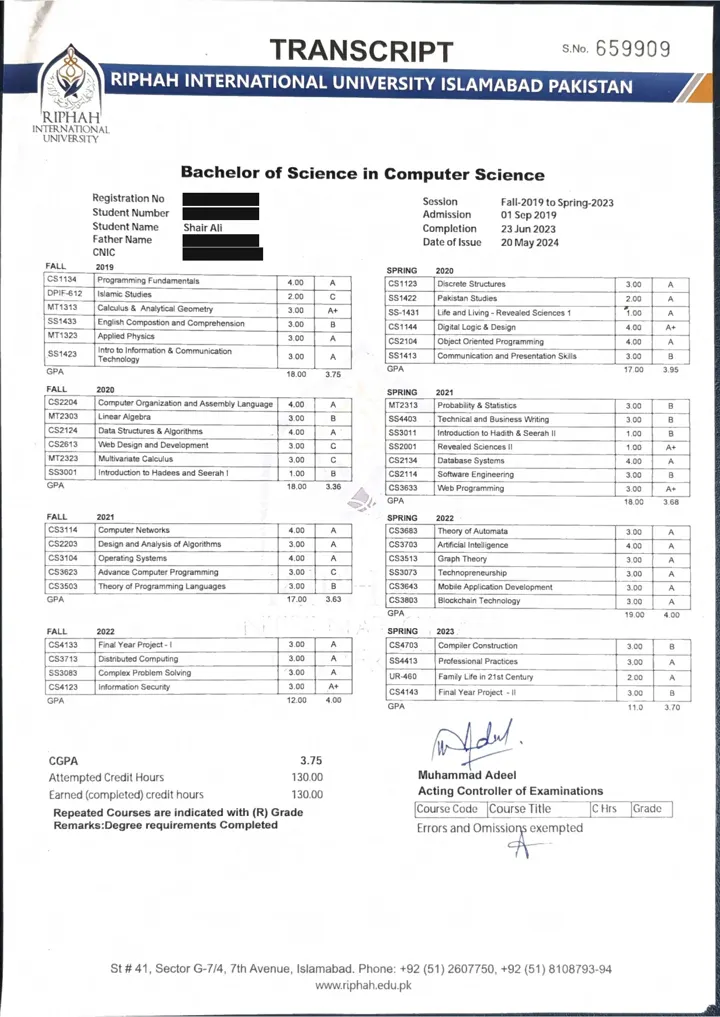 TRANSCRIPT
S.No. 659909
RIPHAH INTERNATIONAL UNIVERSITY ISLAMABAD PAKISTAN
RIPHAH
INTERNATIONAL
UNIVERSITY
Bachelor of Science in Computer Science
Registration No
Student Number
Student Name Shair Ali
Father Name
CNIC
Session Fall-2019 to Spring-2023
Admission 01 Sep 2019
Completion 23 Jun 2023
Date of Issue 20 May 2024
FALL 2019
CS1134 Programming Fundamentals 4.00 A
DPIF-612 Islamic Studies 2.00 C
MT1313 Calculus & Analytical Geometry 3.00 A+
SS1433 English Compostion and Comprehension 3.00 B
MT1323 Applied Physics 3.00 A
SS1423 Intro to Information & Communication
Technology 3.00 A
GPA 18.00 3.75
SPRING 2020
CS1123 Discrete Structures 3.00 A
SS1422 Pakistan Studies 2.00 A
SS-1431 Life and Living - Revealed Sciences 1 1.00 A
CS1144 Digital Logic & Design 4.00 A+
CS2104 Object Oriented Programming 4.00 A
SS1413 Communication and Presentation Skills 3.00 B
GPA 17.00 3.95
FALL 2020
CS2204 Computer Organization and Assembly Language 4.00 A
MT2303 Linear Algebra 3.00 B
CS2124 Data Structures & Algorithms 4.00 A
CS2613 Web Design and Development 3.00 C
MT2323 Multivariate Calculus 3.00 C
SS3001 Introduction to Hadees and Seerah I 1.00 B
GPA 18.00 3.36
SPRING 2021
MT2313 Probability & Statistics 3.00 B
SS4403 Technical and Business Writing 3.00 B
SS3011 Introduction to Hadith & Seerah II 1.00 B
SS2001 Revealed Sciences II 1.00 A+
CS2134 Database Systems 4.00 A
CS2114 Software Engineering 3.00 B
CS3633 Web Programming 3.00 A+
GPA 18.00 3.68
FALL 2021
CS3114 Computer Networks 4.00 A
CS2203 Design and Analysis of Algorithms 3.00 A
CS3104 Operating Systems 4.00 A
CS3623 Advance Computer Programming 3.00 C
CS3503 Theory of Programming Languages 3.00 B
GPA 17.00 3.63
SPRING 2022
CS3683 Theory of Automata 3.00 A
CS3703 Artificial Intelligence 4.00 A
CS3513 Graph Theory 3.00 A
SS3073 Technopreneurship 3.00 A
CS3643 Mobile Application Development 3.00 A
CS3803 Blockchain Technology 3.00 A
GPA 19.00 4.00
FALL 2022
CS4133 Final Year Project - I 3.00 A
CS3713 Distributed Computing 3.00 A
SS3083 Complex Problem Solving 3.00 A
CS4123 Information Security 3.00 A+
GPA 12.00 4.00
SPRING 2023
CS4703 Compiler Construction 3.00 B
SS4413 Professional Practices 3.00 A
UR-460 Family Life in 21st Century 2.00 A
CS4143 Final Year Project - II 3.00 B
GPA 11.0 3.70
CGPA 3.75
Attempted Credit Hours 130.00
Earned (completed) credit hours 130.00
Repeated Courses are indicated with (R) Grade
Remarks:Degree requirements Completed
Muhammad Adeel
Acting Controller of Examinations
Course Code Course Title C Hrs Grade
Errors and Omissions exempted
St # 41, Sector G-7/4, 7th Avenue, Islamabad. Phone: +92 (51) 2607750, +92 (51) 8108793-94
www.riphah.edu.pk